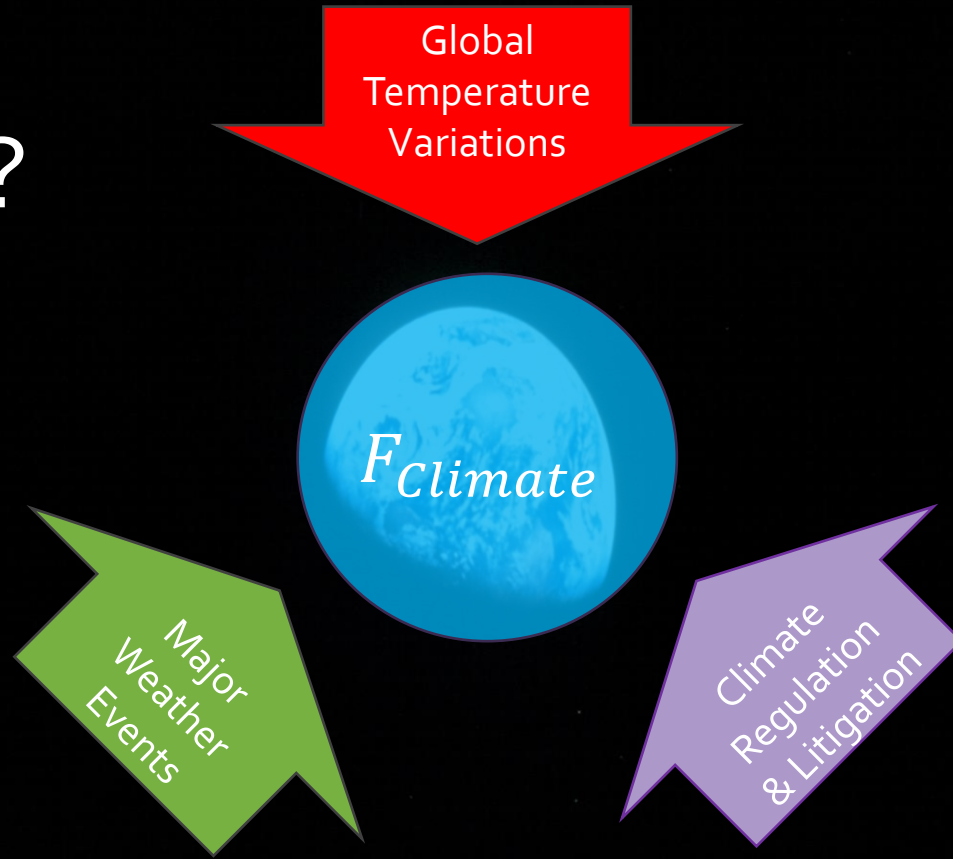 Global
Temperature
Variations
?
F_Climate
Major
Weather
Events
Climate
Regulation
& Litigation